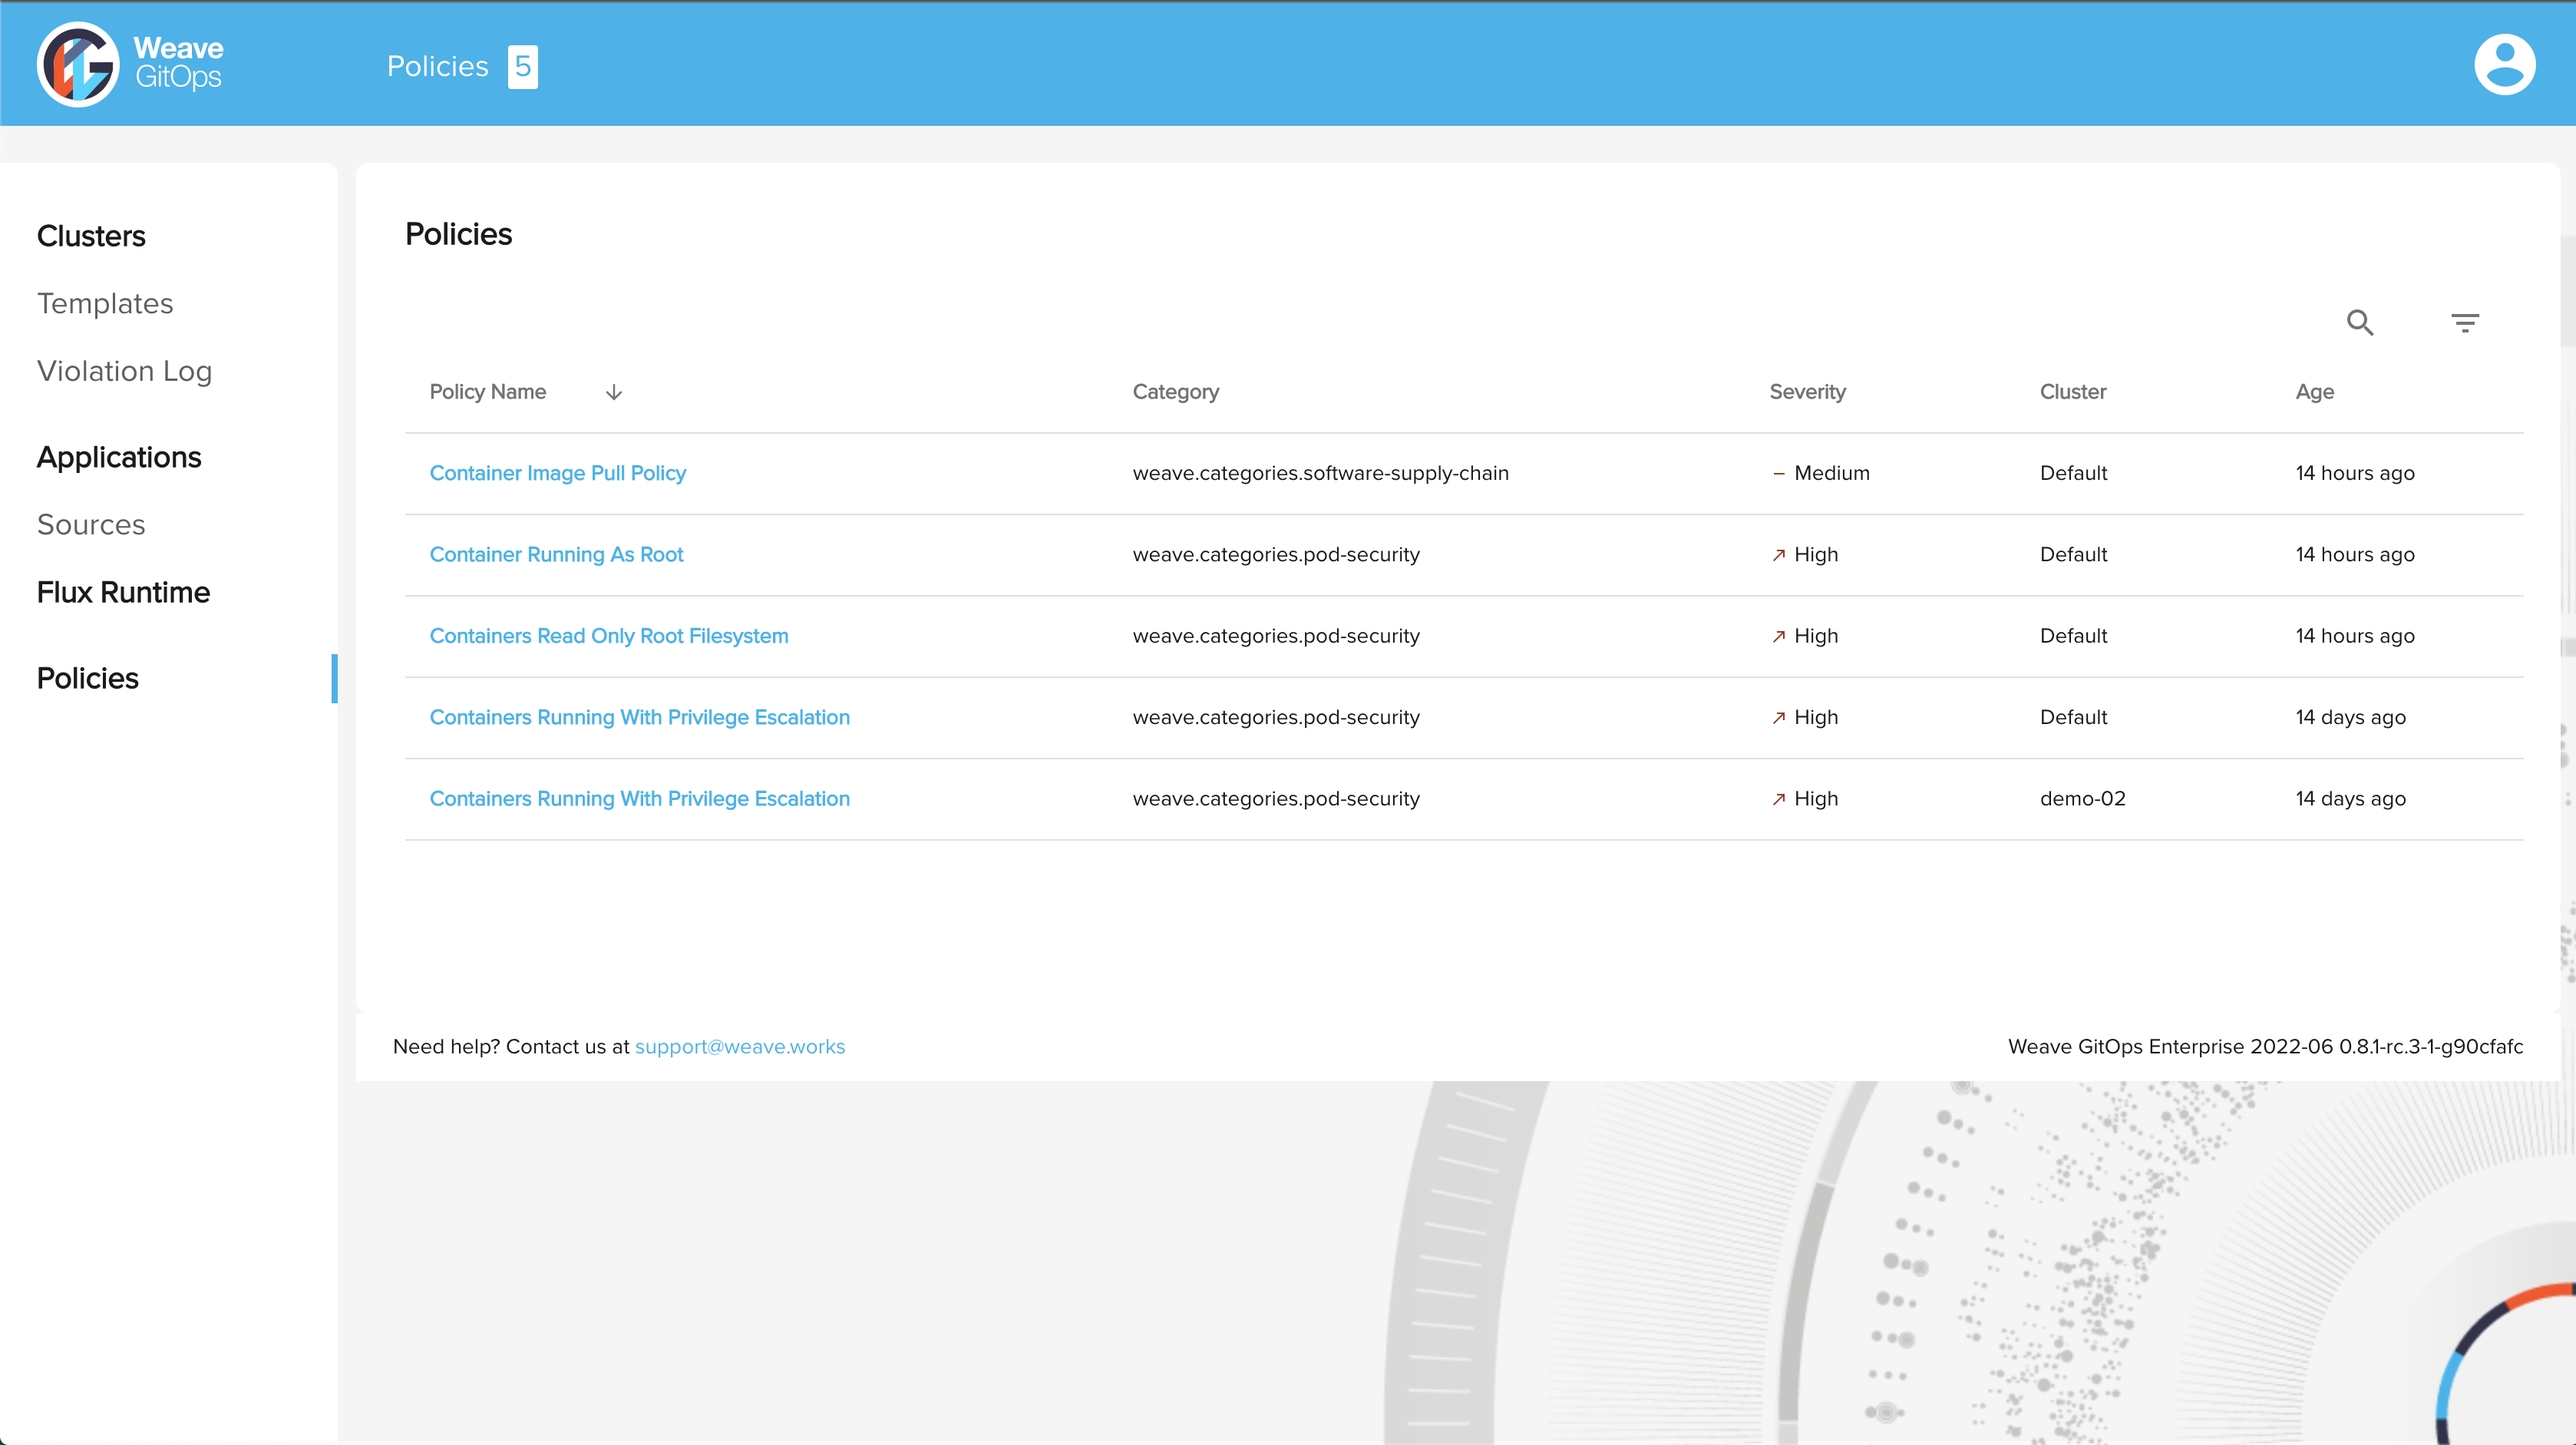 Weave
GitOps
Policies 5
Clusters
Templates
Violation Log
Applications
Sources
Flux Runtime
Policies
Policies
Policy Name Category Severity Cluster Age
Container Image Pull Policy weave.categories.software-supply-chain Medium Default 14 hours ago
Container Running As Root weave.categories.pod-security High Default 14 hours ago
Containers Read Only Root Filesystem weave.categories.pod-security High Default 14 hours ago
Containers Running With Privilege Escalation weave.categories.pod-security High Default 14 days ago
Containers Running With Privilege Escalation weave.categories.pod-security High demo-02 14 days ago
Need help? Contact us at support@weave.works
Weave GitOps Enterprise 2022-06 0.8.1-rc.3-1-g90cfafc